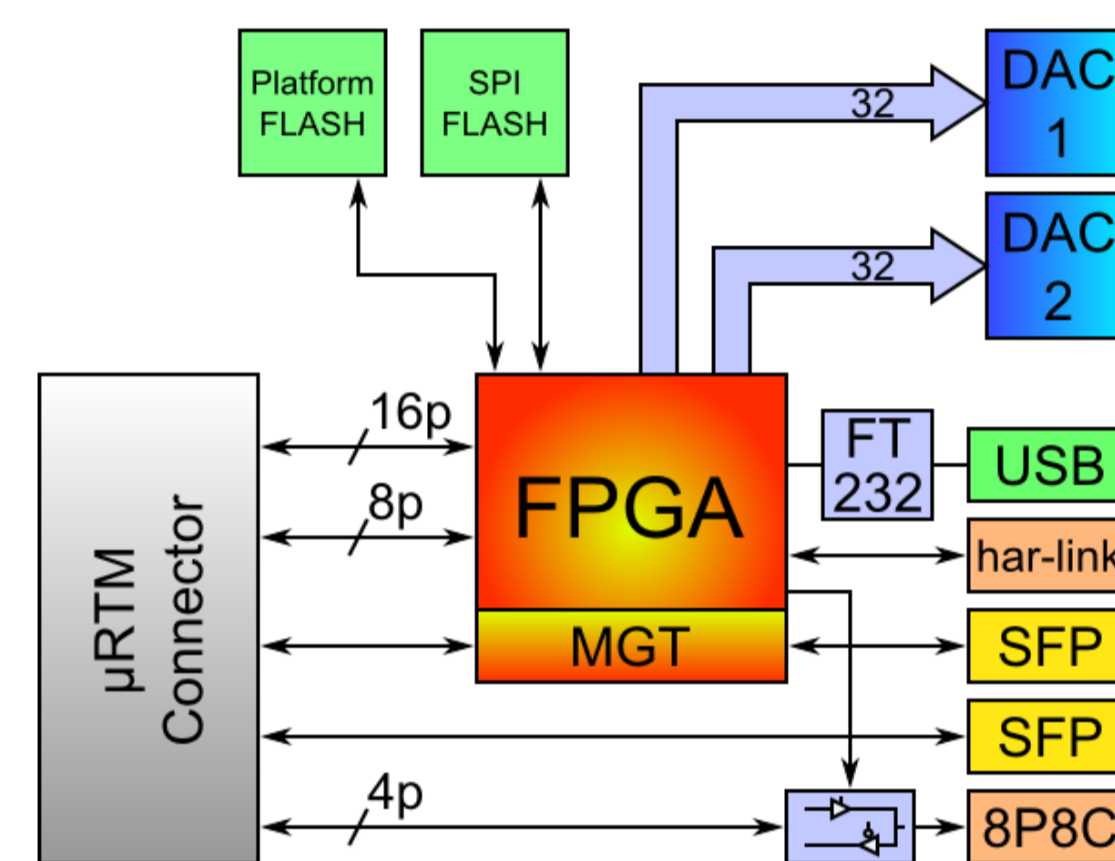 Platform
FLASH
SPI
FLASH
32
DAC
1
32
DAC
2
16p
8p
FPGA
MGT
FT
232
USB
har-link
SFP
SFP
µRTM
Connector
4p
8P8C